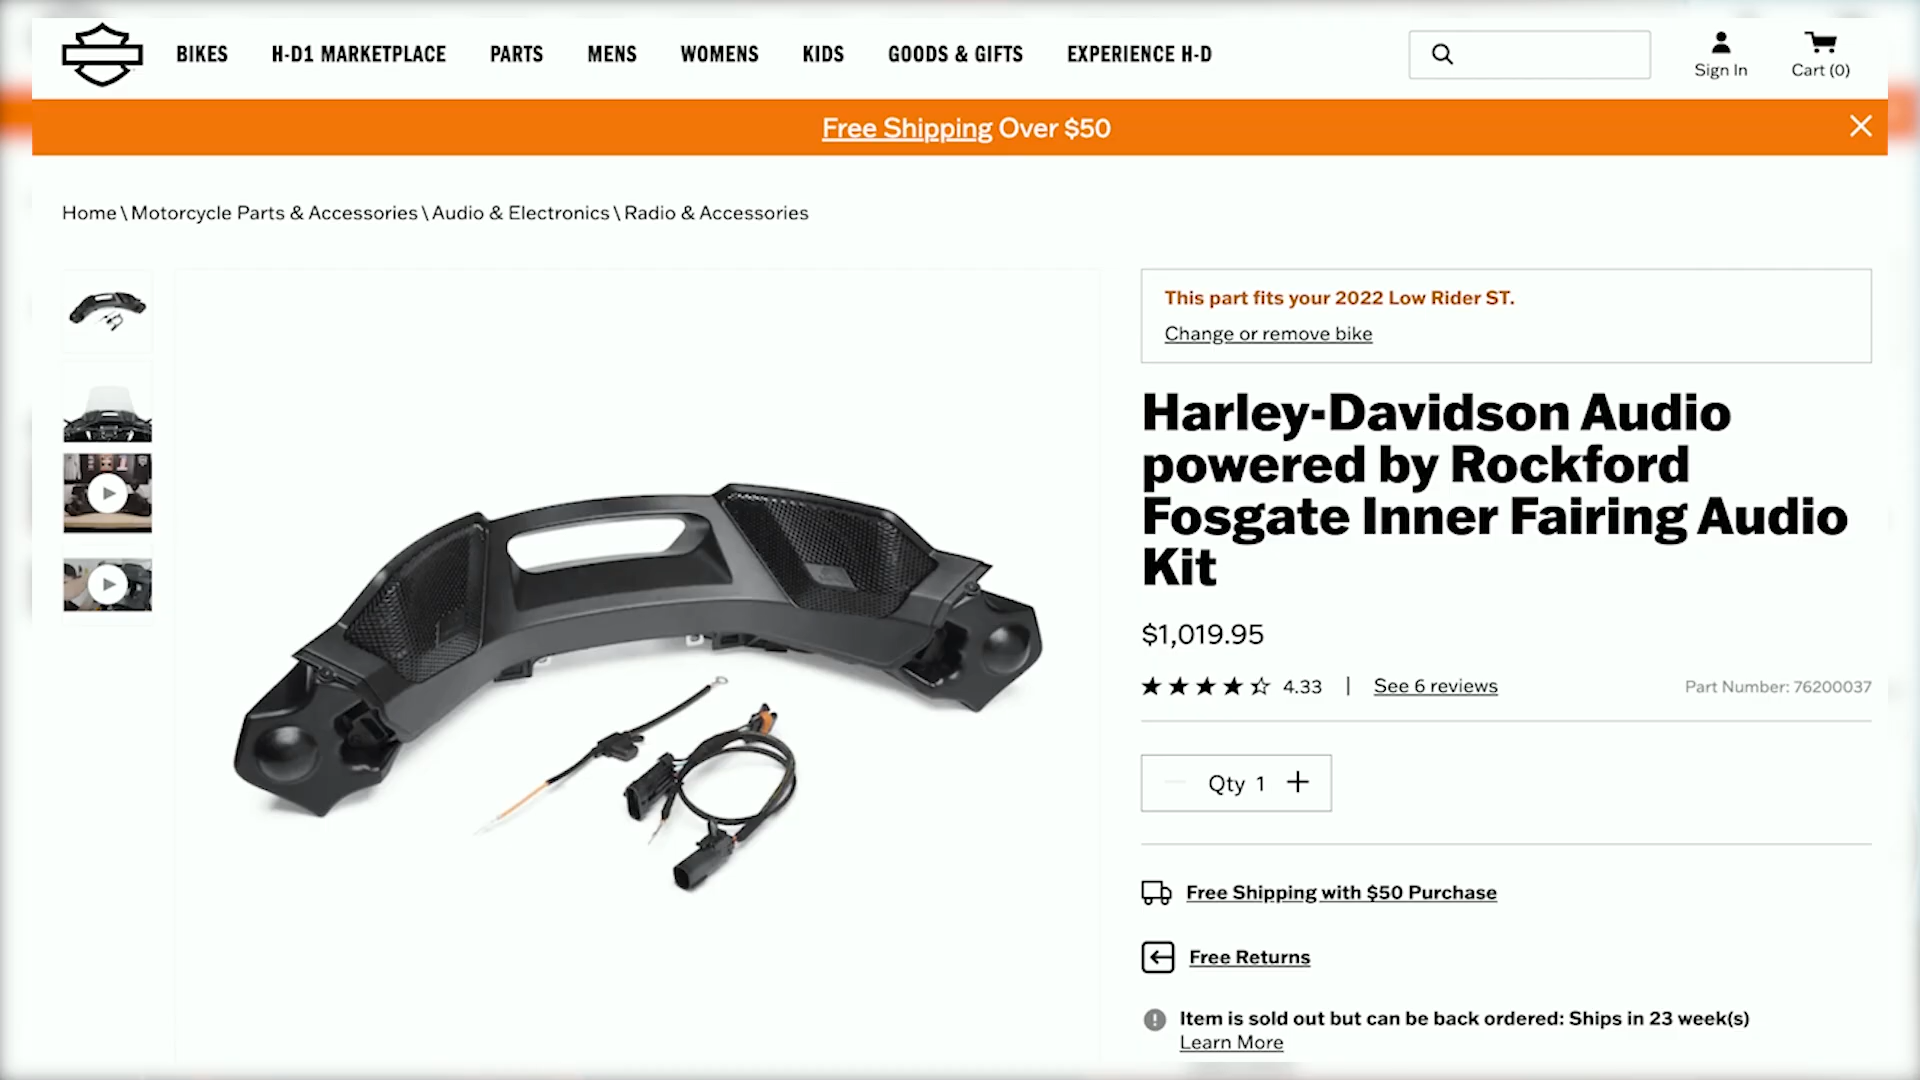 BIKES H-D1 MARKETPLACE PARTS MENS WOMENS KIDS GOODS & GIFTS EXPERIENCE H-D
Sign In
Cart (0)
Free Shipping Over $50
Home \ Motorcycle Parts & Accessories \ Audio & Electronics \ Radio & Accessories
This part fits your 2022 Low Rider ST.
Change or remove bike
Harley-Davidson Audio
powered by Rockford
Fosgate Inner Fairing Audio
Kit
$1,019.95
4.33 | See 6 reviews
Part Number: 76200037
Qty 1
Free Shipping with $50 Purchase
Free Returns
Item is sold out but can be back ordered: Ships in 23 week(s)
Learn More